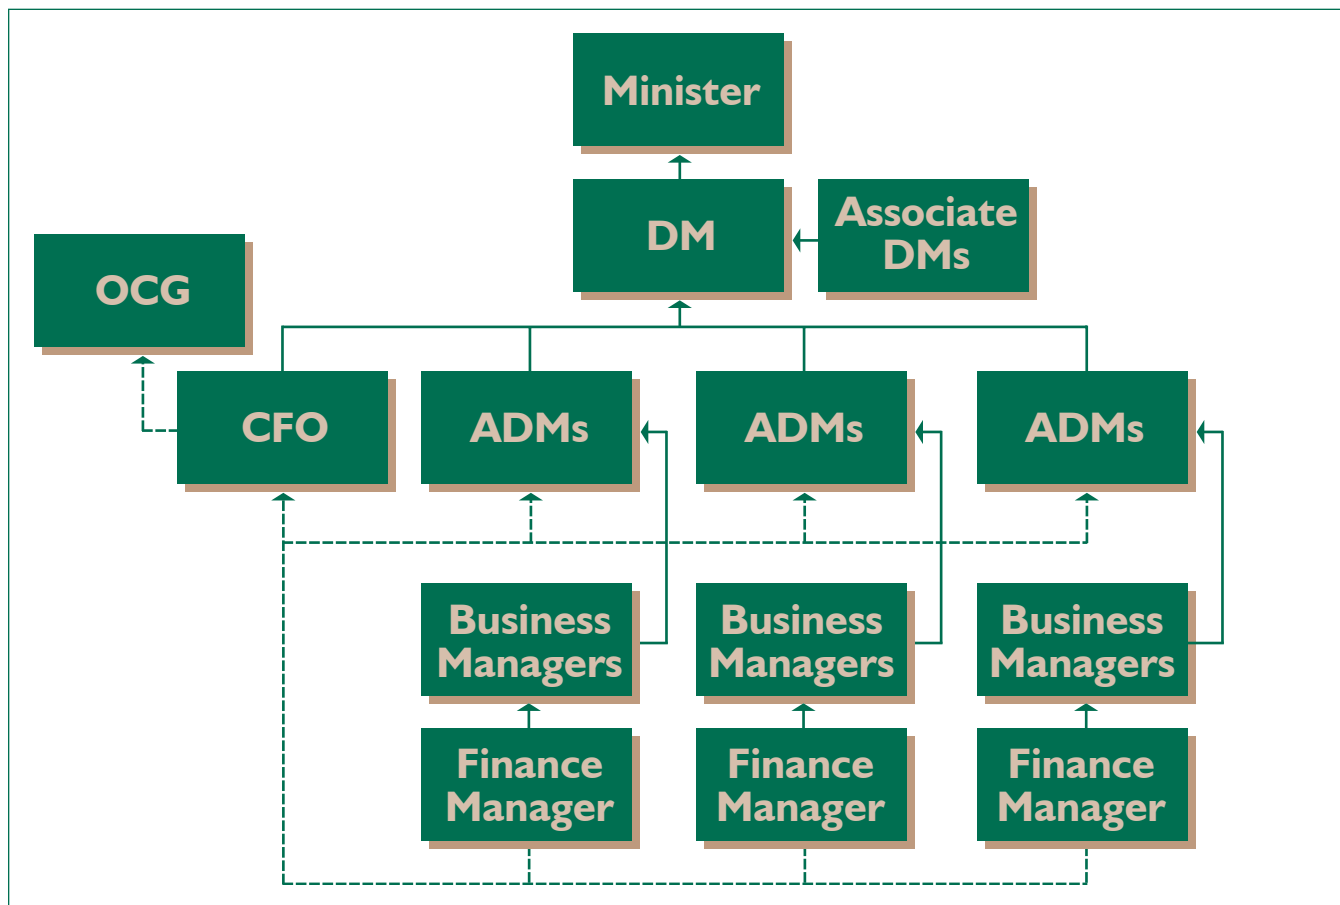 Minister
DM
Associate
DMs
OCG
CFO
ADMs
ADMs
ADMs
Business
Managers
Business
Managers
Business
Managers
Finance
Manager
Finance
Manager
Finance
Manager